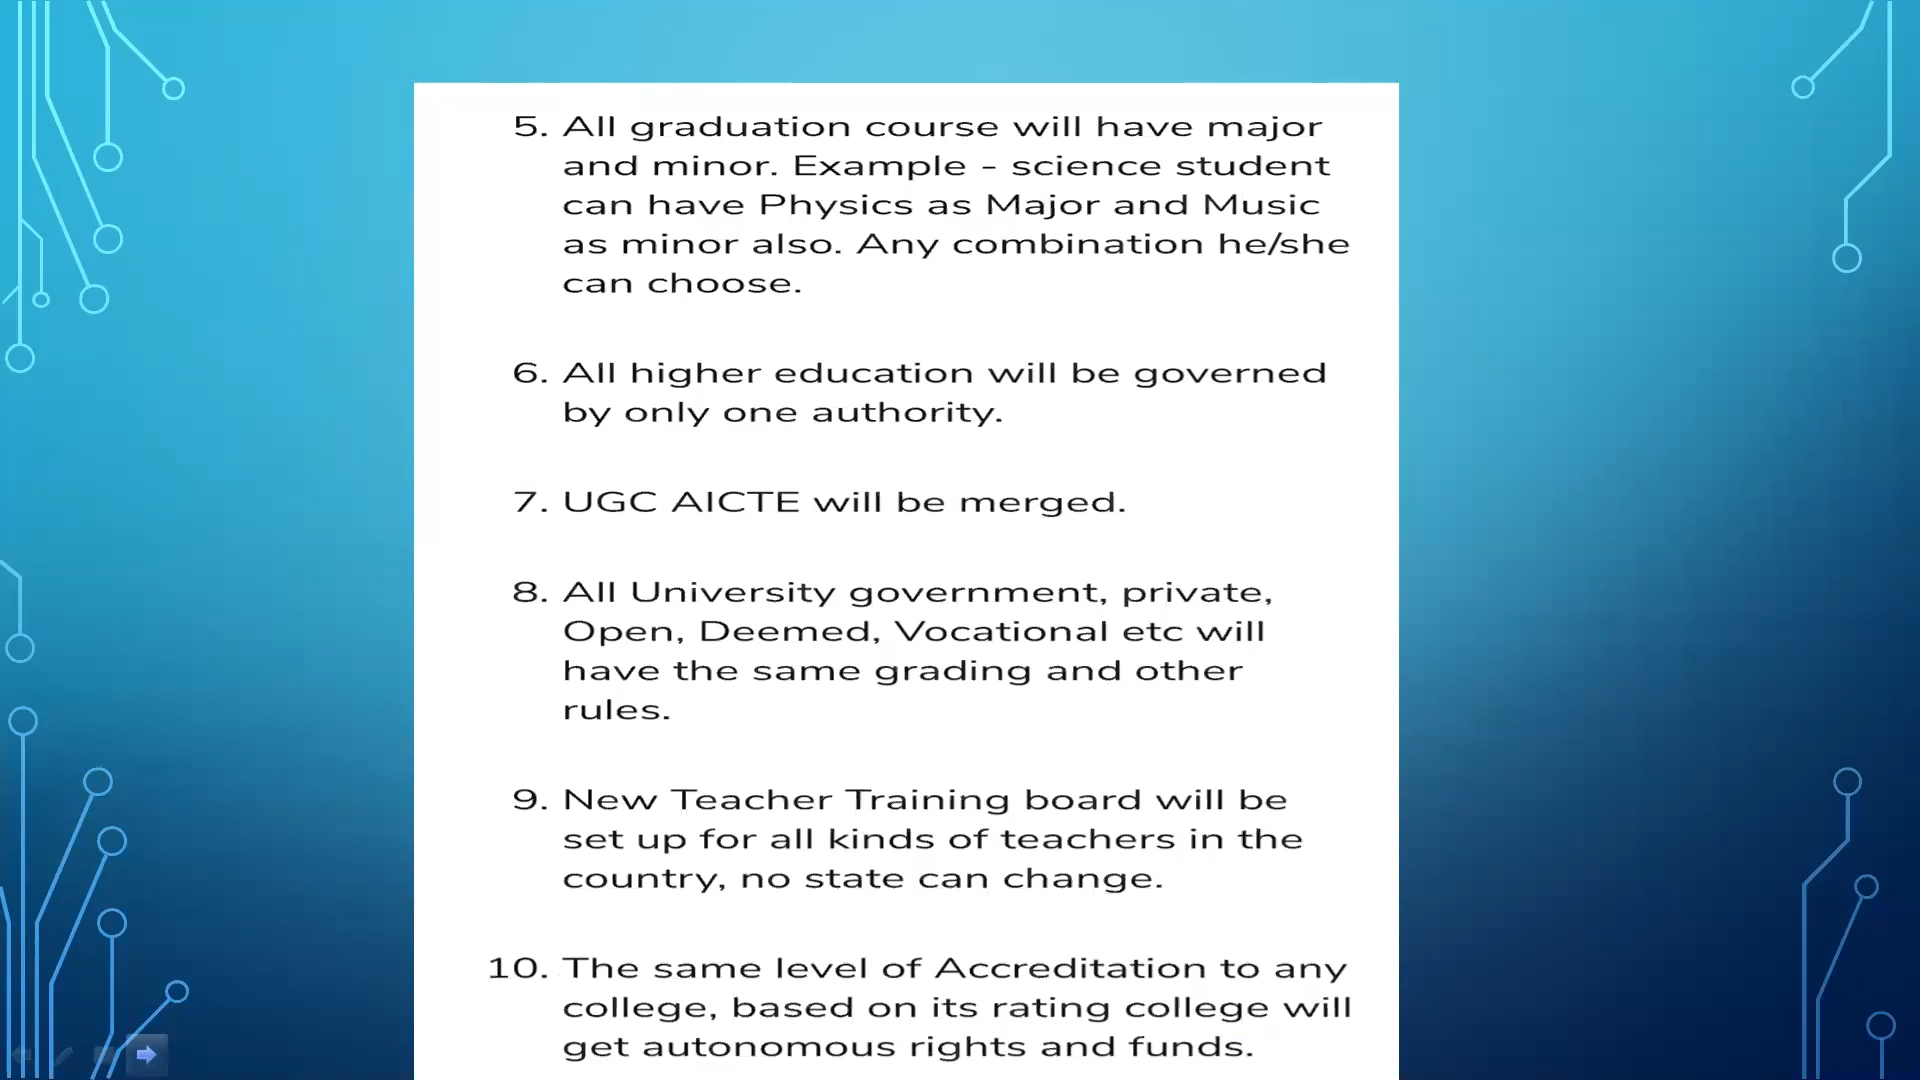 5. All graduation course will have major
and minor. Example - science student
can have Physics as Major and Music
as minor also. Any combination he/she
can choose.
6. All higher education will be governed
by only one authority.
7. UGC AICTE will be merged.
8. All University government, private,
Open, Deemed, Vocational etc will
have the same grading and other
rules.
9. New Teacher Training board will be
set up for all kinds of teachers in the
country, no state can change.
10. The same level of Accreditation to any
college, based on its rating college will
get autonomous rights and funds.